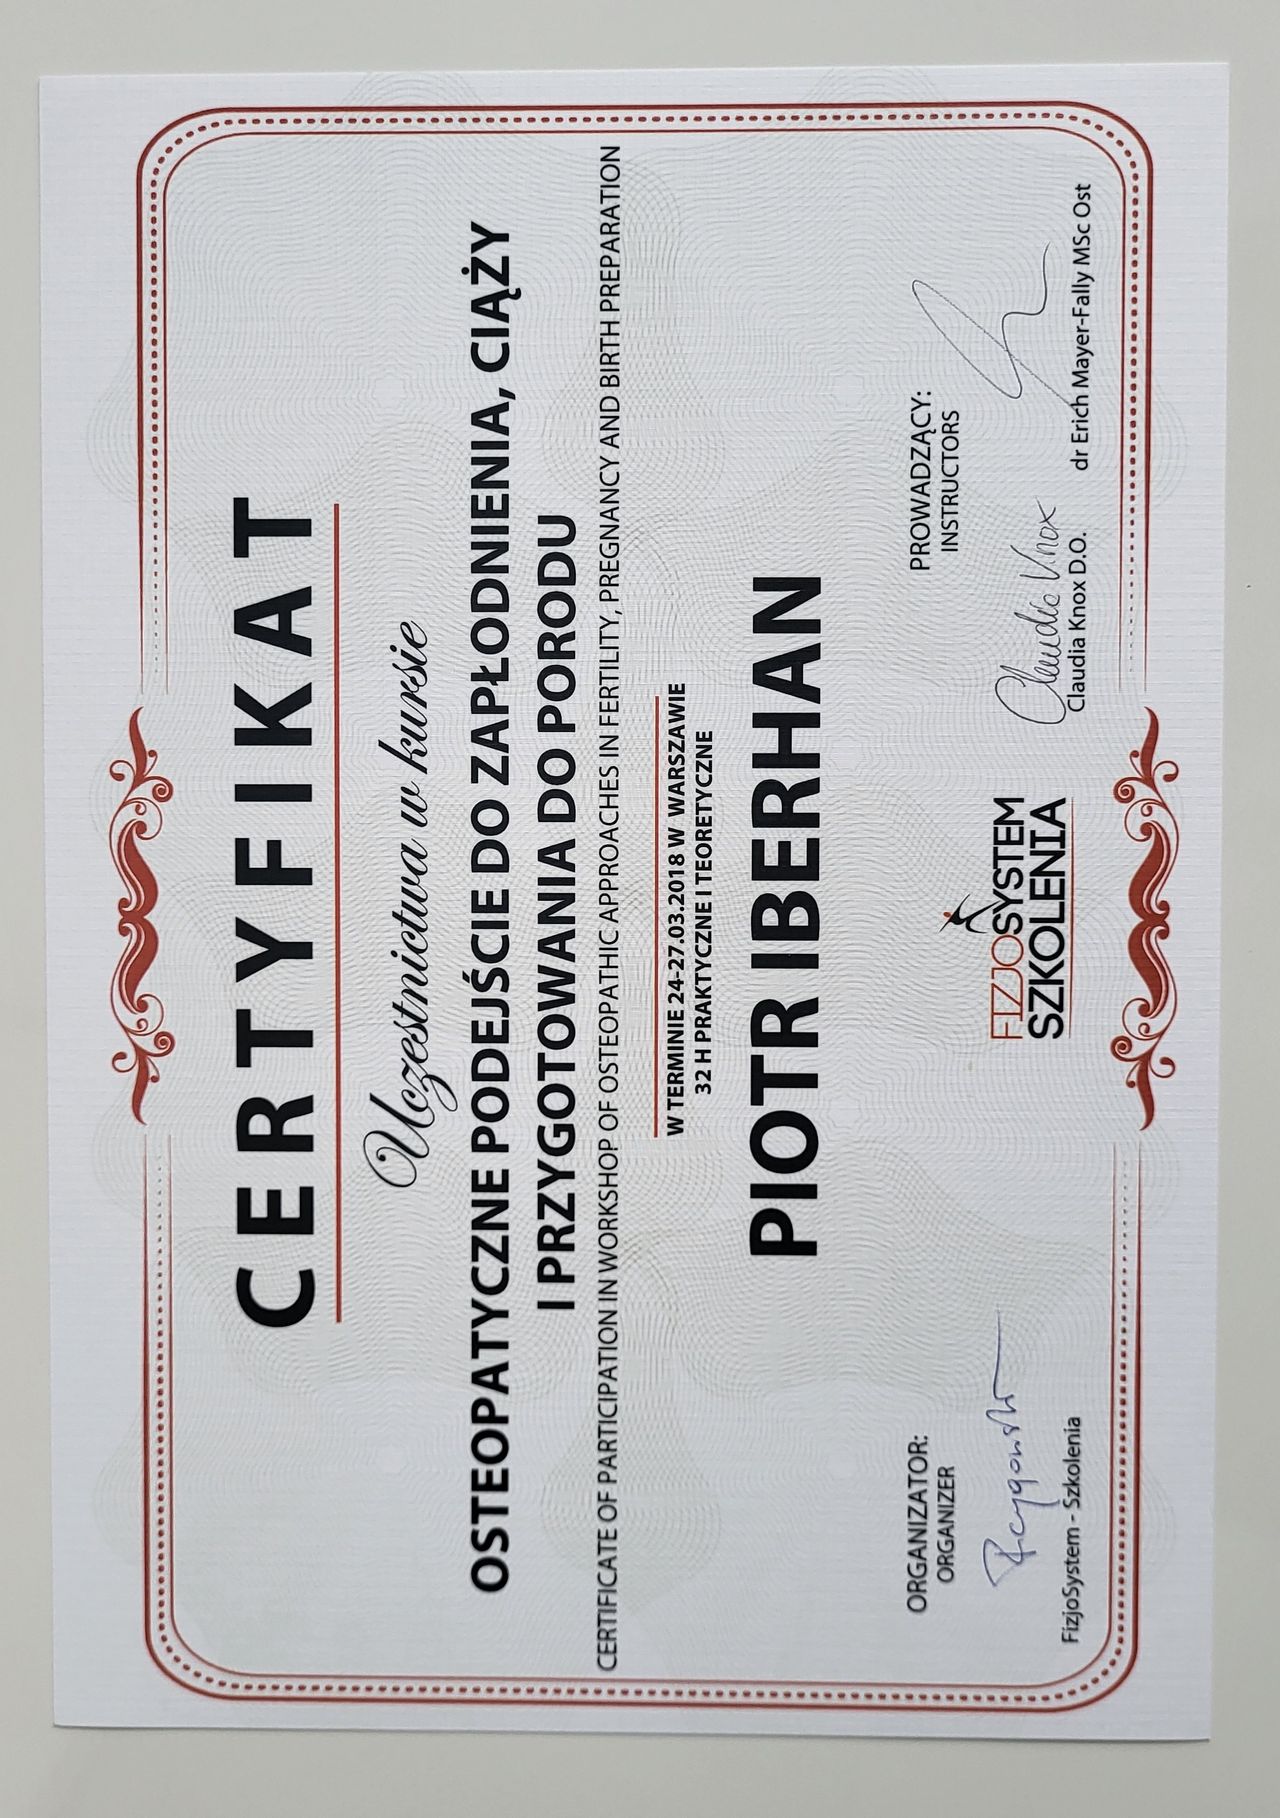 CERTYFIKAT
Uczestnictwa w kursie
OSTEOPATYCZNE PODEJŚCIE DO ZAPŁODNIENIA, CIĄŻY
I PRZYGOTOWANIA DO PORODU
CERTIFICATE OF PARTICIPATION IN WORKSHOP OF OSTEOPATHIC APPROACHES IN FERTILITY, PREGNANCY AND BIRTH PREPARATION
W TERMINIE 24-27.03.2018 W WARSZAWIE
32 H PRAKTYCZNE I TEORETYCZNE
PIOTR IBERHAN
ORGANIZATOR:
ORGANIZER
FizjoSystem - Szkolenia
FIZJOSYSTEM
SZKOLENIA
PROWADZĄCY:
INSTRUCTORS
Claudia Knox
Claudia Knox D.O.
dr Erich Mayer-Fally MSc Ost